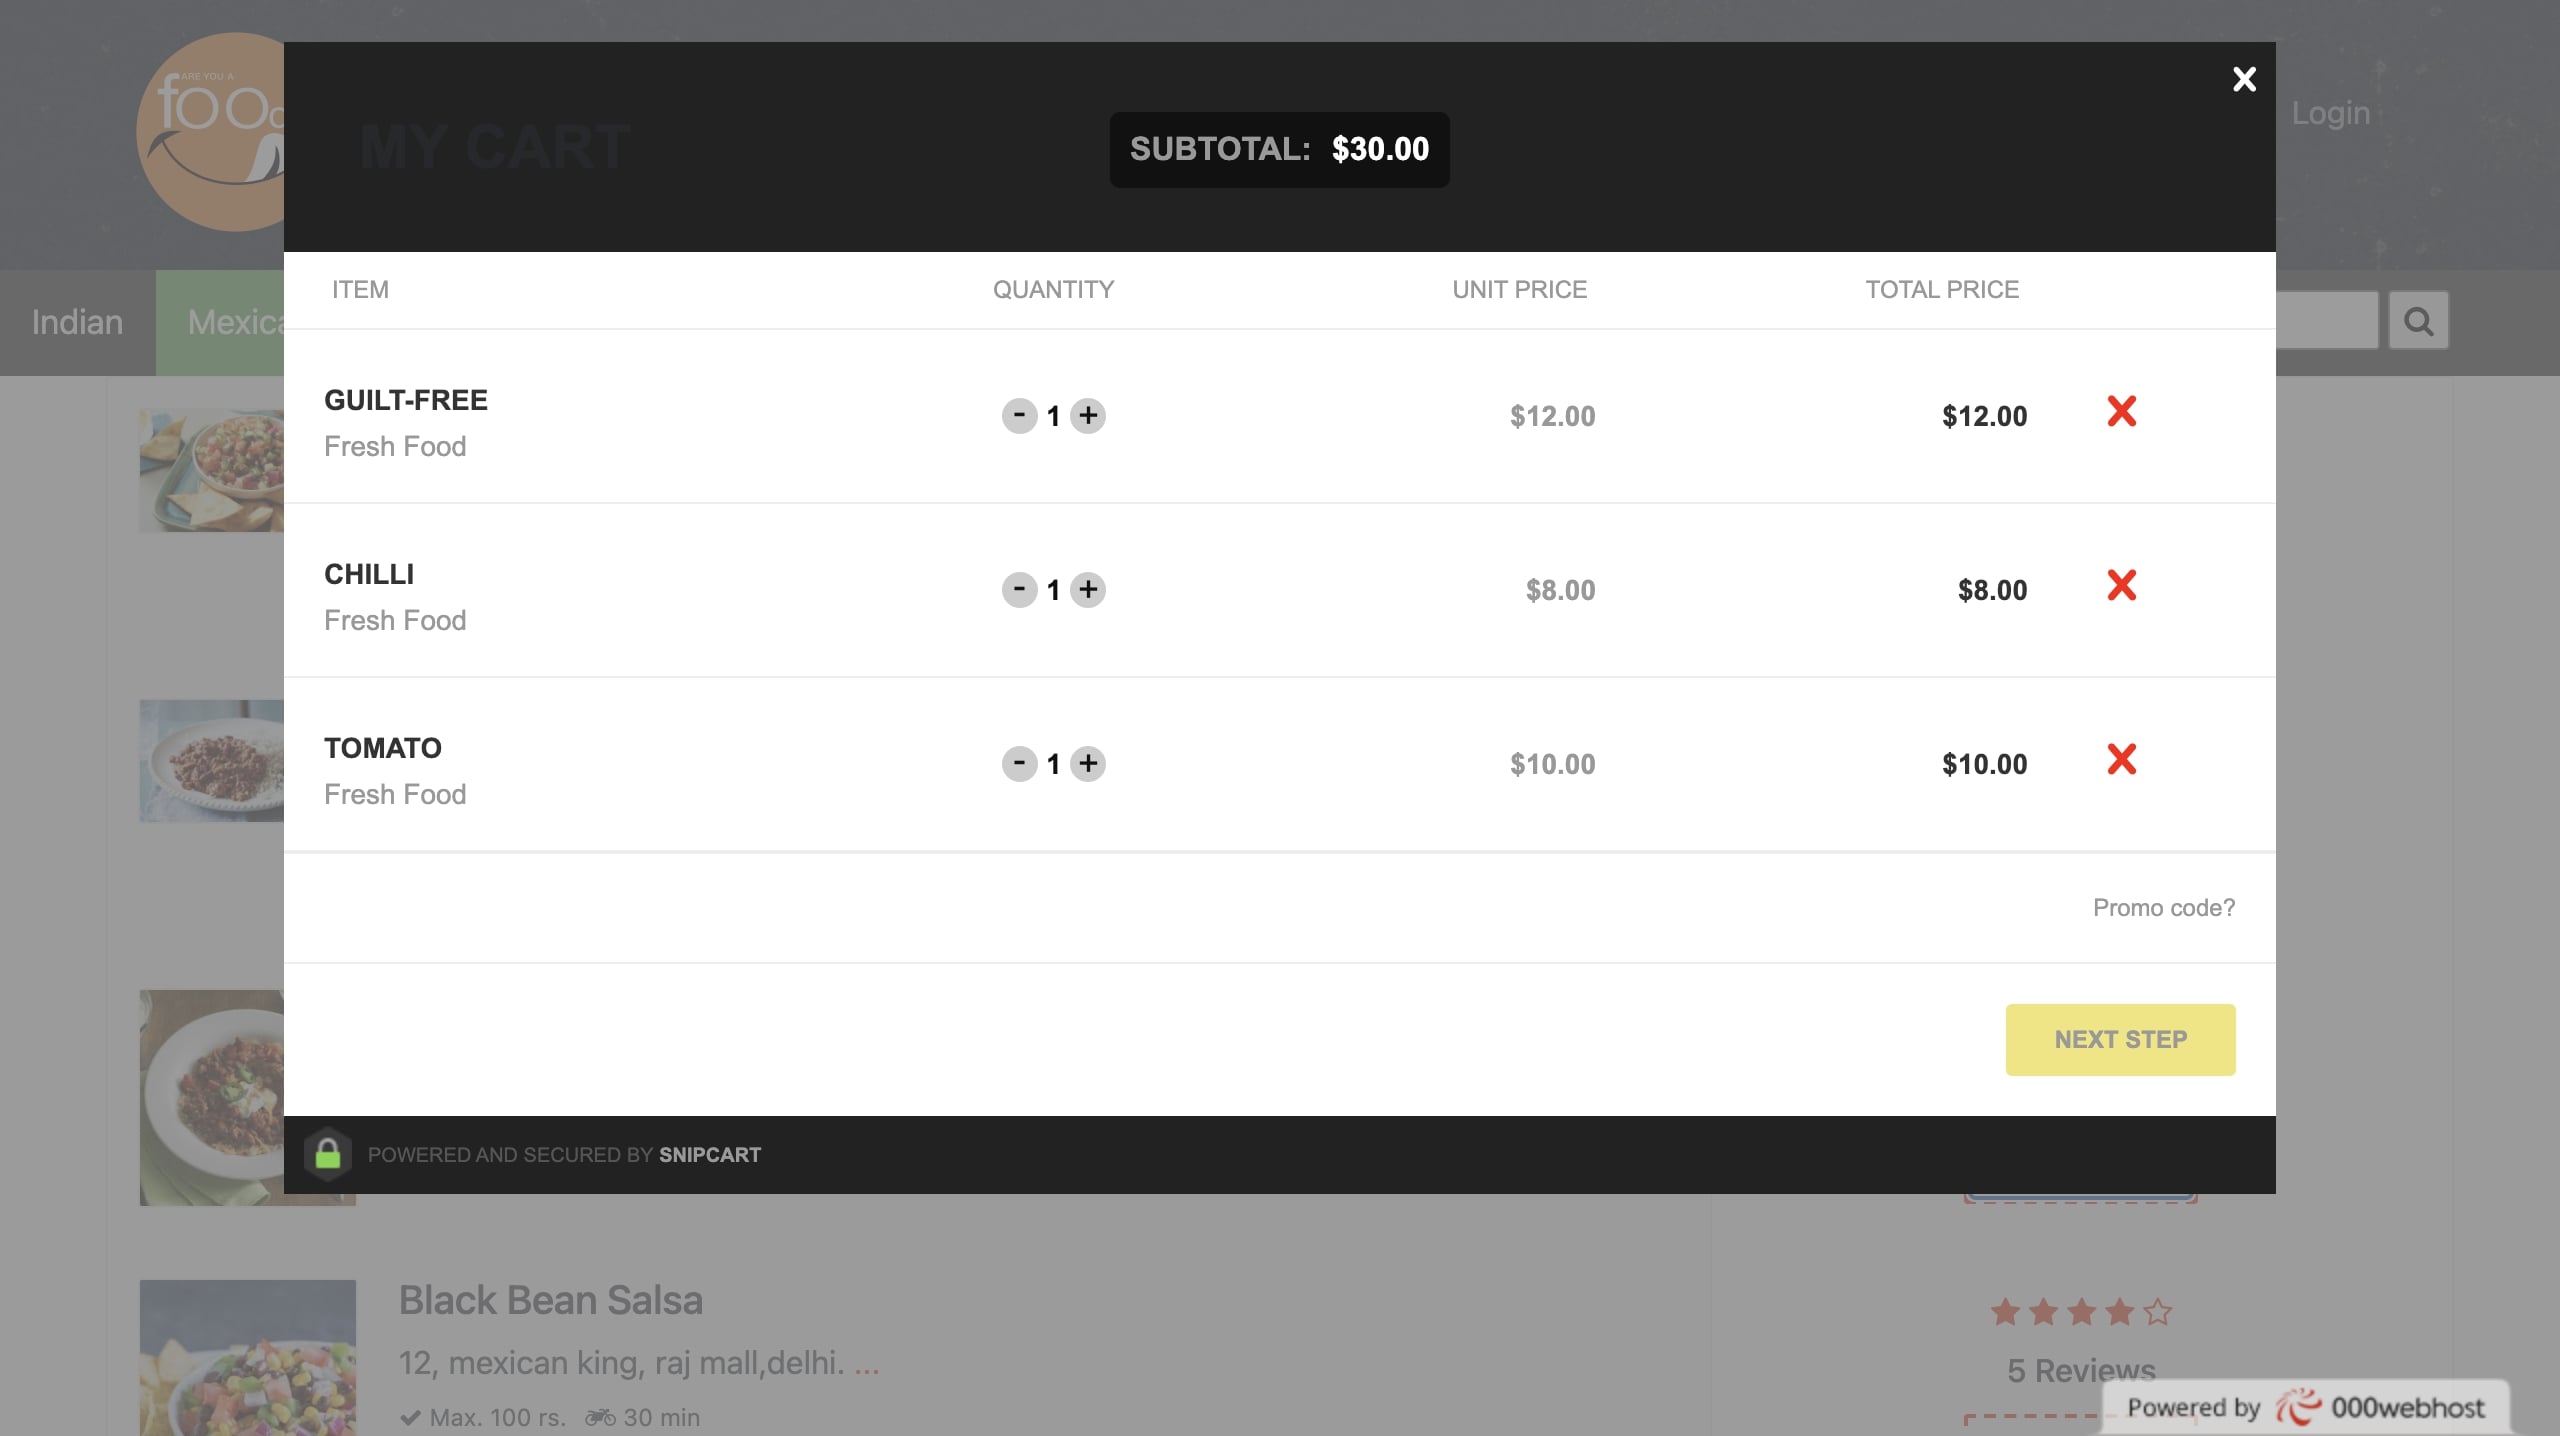 ARE YOU A
MY CART
SUBTOTAL: $30.00
Login
Indian
ITEM QUANTITY UNIT PRICE TOTAL PRICE
GUILT-FREE
Fresh Food
- 1 + $12.00 $12.00
CHILLI
Fresh Food
- 1 + $8.00 $8.00
TOMATO
Fresh Food
- 1 + $10.00 $10.00
Promo code?
NEXT STEP
POWERED AND SECURED BY SNIPCART
Black Bean Salsa
12, mexican king, raj mall,delhi. ...
Max. 100 rs. 30 min
5 Reviews
Powered by 000webhost